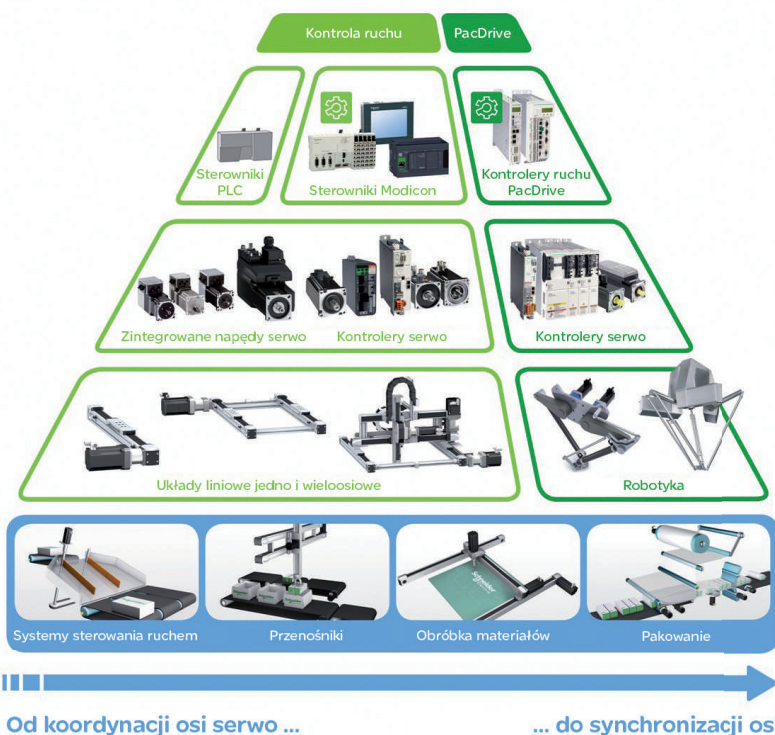 Kontrola ruchu
PacDrive
Sterowniki
PLC
Sterowniki Modicon
Kontrolery ruchu
PacDrive
Zintegrowane napędy serwo
Kontrolery serwo
Kontrolery serwo
Układy liniowe jedno i wieloosiowe
Robotyka
Schneider
Systemy sterowania ruchem
Przenośniki
Obróbka materiałów
Pakowanie
Od koordynacji osi serwo ...
... do synchronizacji os